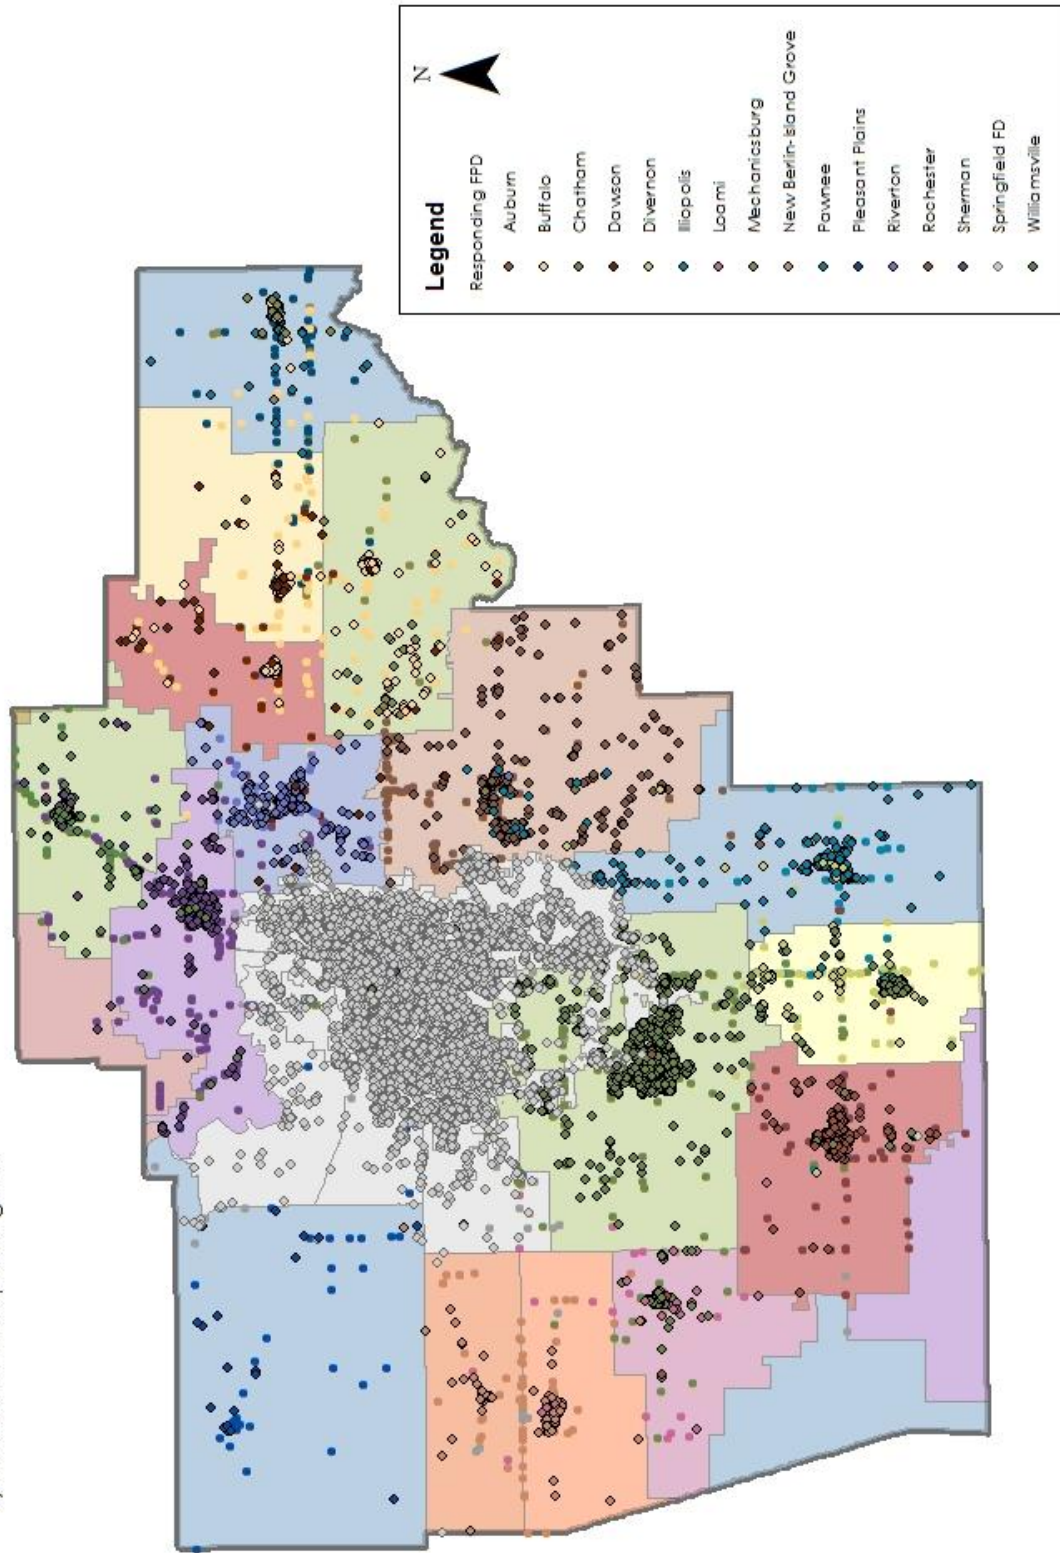 N
Legend
Responding FPD
Auburn
Buffalo
Chatham
Dawson
Divernon
Illiopolis
Loami
Mechanicsburg
New Berlin-Island Grove
Pawnee
Pleasant Plains
Riverton
Rochester
Sherman
Springfield FD
Williamsville